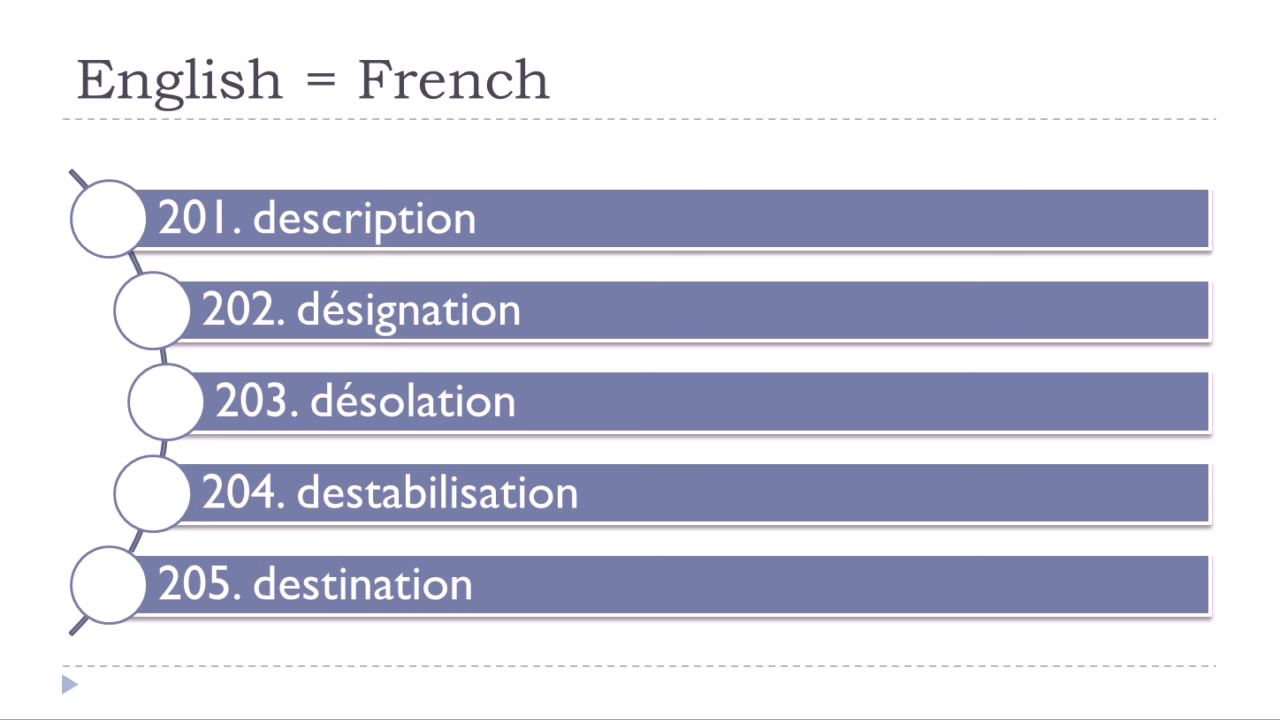 English = French
201. description
202. désignation
203. désolation
204. destabilisation
205. destination